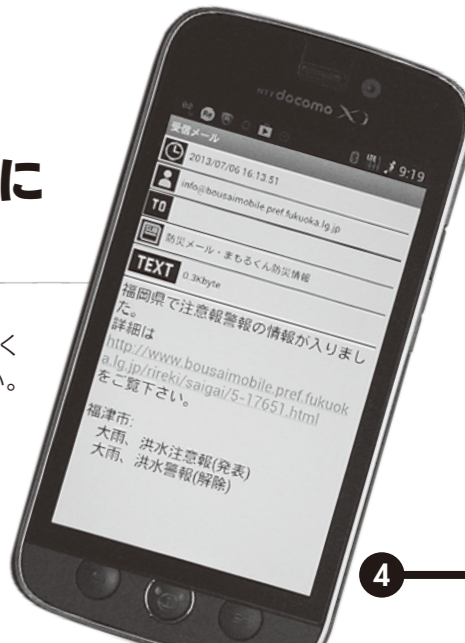 に
く
い。
NTT docomo Xi
9:19
受信メール
2013/07/06 16:13:51
info@bousaimobile.pref.fukuoka.lg.jp
TO
防災メール・まもるくん防災情報
TEXT 0.3Kbyte
福岡県で注意報警報の情報が入りまし
た。
詳細は
http://www.bousaimobile.pref.fukuok
a.lg.jp/rireki/saigai/5-17651.html
をご覧下さい。
福津市:
大雨、洪水注意報(発表)
大雨、洪水警報(解除)
4